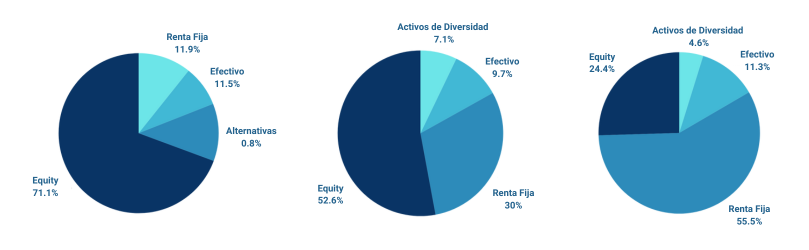 Renta Fija
11.9%
Efectivo
11.5%
Alternativas
0.8%
Equity
71.1%
Activos de Diversidad
7.1%
Efectivo
9.7%
Renta Fija
30%
Equity
52.6%
Activos de Diversidad
4.6%
Efectivo
11.3%
Renta Fija
55.5%
Equity
24.4%